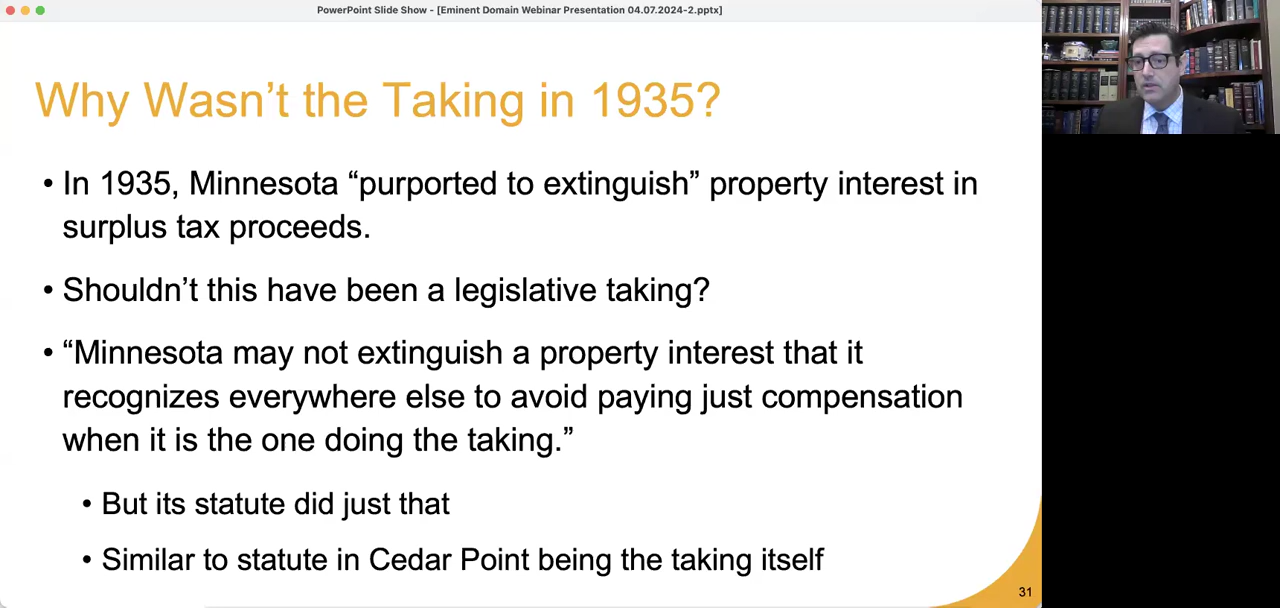 PowerPoint Slide Show - [Eminent Domain Webinar Presentation 04.07.2024-2.pptx]
Why Wasn’t the Taking in 1935?
• In 1935, Minnesota “purported to extinguish” property interest in
surplus tax proceeds.
• Shouldn’t this have been a legislative taking?
• “Minnesota may not extinguish a property interest that it
recognizes everywhere else to avoid paying just compensation
when it is the one doing the taking.”
• But its statute did just that
• Similar to statute in Cedar Point being the taking itself
31